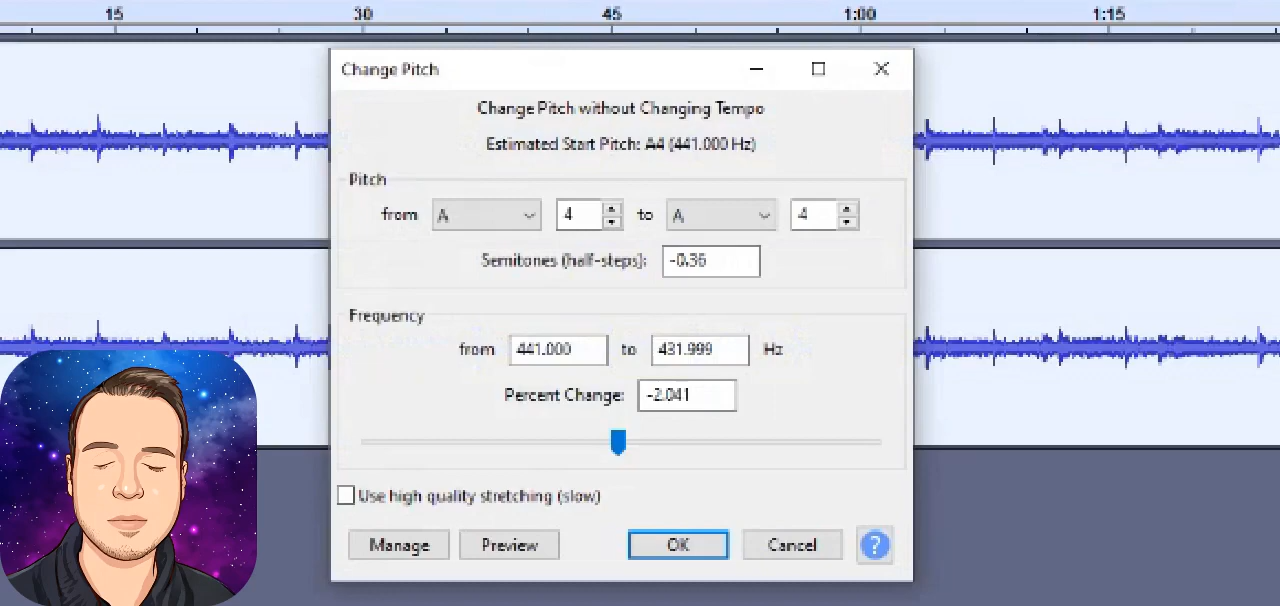 15 30 45 1:00 1:15
Change Pitch
Change Pitch without Changing Tempo
Estimated Start Pitch: A4 (441.000 Hz)
Pitch
from A 4 to A 4
Semitones (half-steps): -0.36
Frequency
from 441.000 to 431.999 Hz
Percent Change: -2.041
Use high quality stretching (slow)
Manage Preview OK Cancel ?